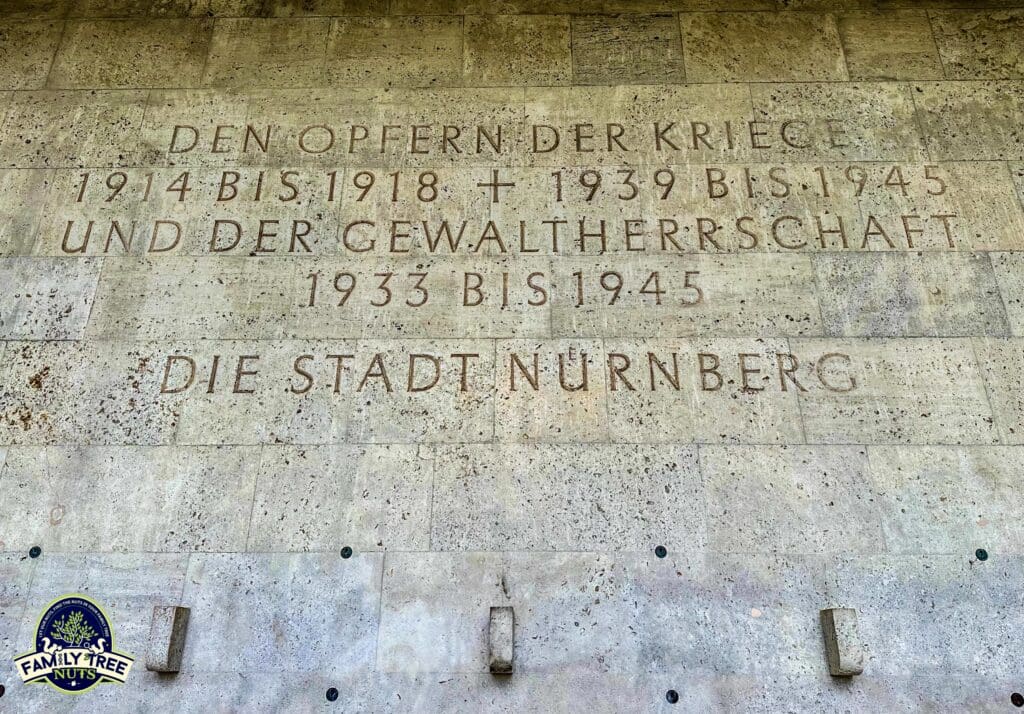 DEN OPFERN DER KRIEGE
1914 BIS 1918 + 1939 BIS 1945
UND DER GEWALTHERRSCHAFT
1933 BIS 1945
DIE STADT NÜRNBERG
FAMILY TREE
NUTS